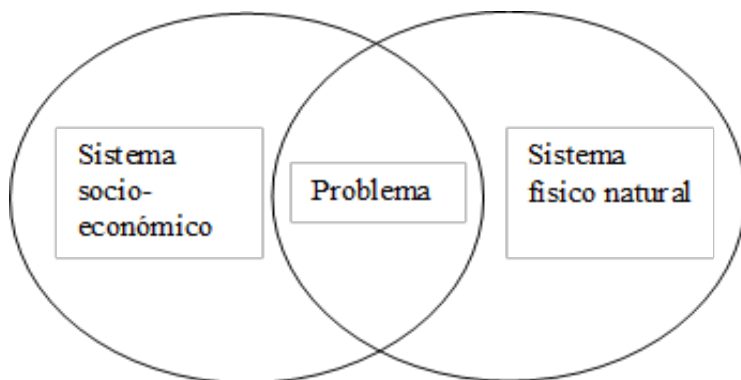 Sistema
socio-
económico
Problema
Sistema
fisico natural